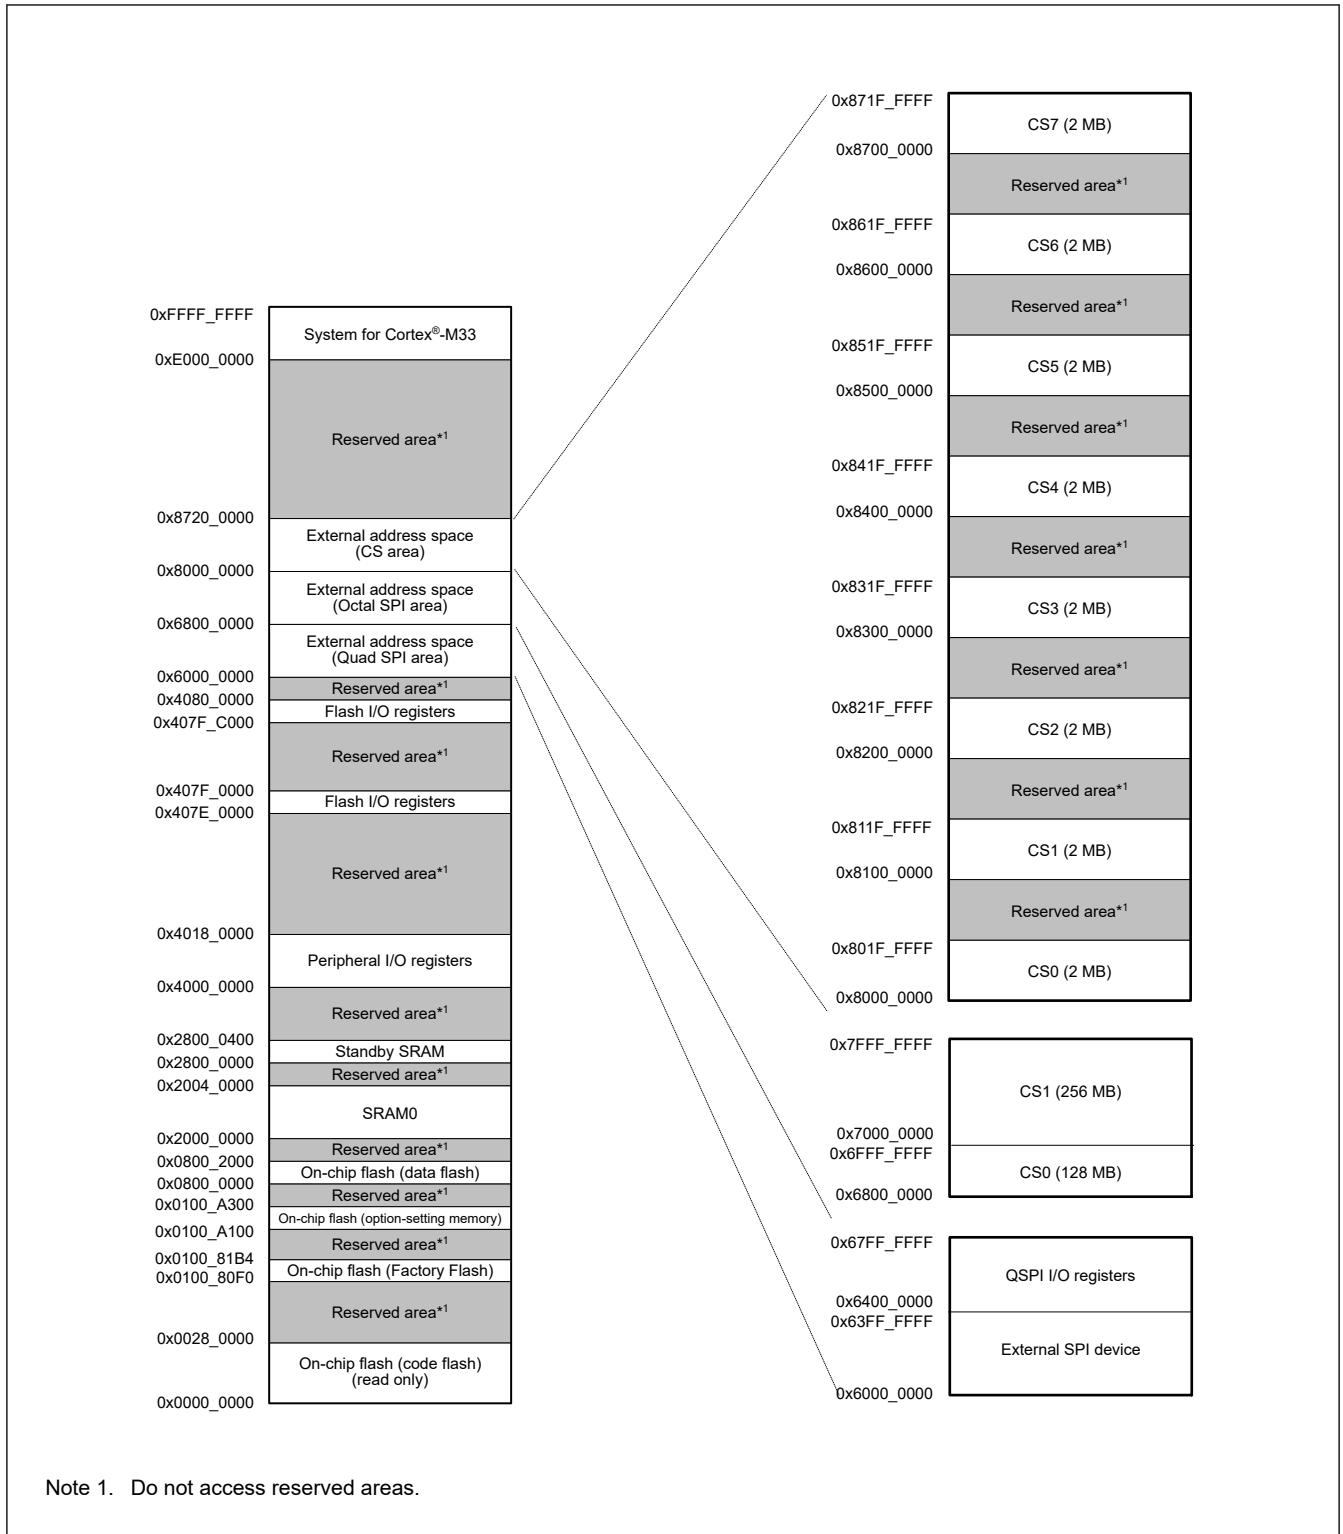 0xFFFF_FFFF
System for Cortex®-M33
0xE000_0000
Reserved area*1
0x8720_0000
External address space
(CS area)
0x8000_0000
External address space
(Octal SPI area)
0x6800_0000
External address space
(Quad SPI area)
0x6000_0000
Reserved area*1
0x4080_0000
Flash I/O registers
0x407F_C000
Reserved area*1
0x407F_0000
Flash I/O registers
0x407E_0000
Reserved area*1
0x4018_0000
Peripheral I/O registers
0x4000_0000
Reserved area*1
0x2800_0400
Standby SRAM
0x2800_0000
Reserved area*1
0x2004_0000
SRAM0
0x2000_0000
Reserved area*1
0x0800_2000
On-chip flash (data flash)
0x0800_0000
Reserved area*1
0x0100_A300
On-chip flash (option-setting memory)
0x0100_A100
Reserved area*1
0x0100_81B4
On-chip flash (Factory Flash)
0x0100_80F0
Reserved area*1
0x0028_0000
On-chip flash (code flash)
(read only)
0x0000_0000
0x871F_FFFF
CS7 (2 MB)
0x8700_0000
Reserved area*1
0x861F_FFFF
CS6 (2 MB)
0x8600_0000
Reserved area*1
0x851F_FFFF
CS5 (2 MB)
0x8500_0000
Reserved area*1
0x841F_FFFF
CS4 (2 MB)
0x8400_0000
Reserved area*1
0x831F_FFFF
CS3 (2 MB)
0x8300_0000
Reserved area*1
0x821F_FFFF
CS2 (2 MB)
0x8200_0000
Reserved area*1
0x811F_FFFF
CS1 (2 MB)
0x8100_0000
Reserved area*1
0x801F_FFFF
CS0 (2 MB)
0x8000_0000
0x7FFF_FFFF
CS1 (256 MB)
0x7000_0000
0x6FFF_FFFF
CS0 (128 MB)
0x6800_0000
0x67FF_FFFF
QSPI I/O registers
0x6400_0000
0x63FF_FFFF
External SPI device
0x6000_0000
Note 1. Do not access reserved areas.